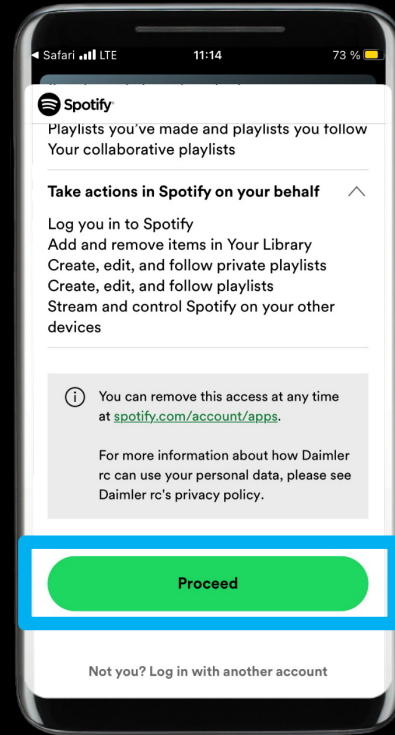 Safari LTE 11:14 73 %
Spotify
Playlists you've made and playlists you follow
Your collaborative playlists
Take actions in Spotify on your behalf
Log you in to Spotify
Add and remove items in Your Library
Create, edit, and follow private playlists
Create, edit, and follow playlists
Stream and control Spotify on your other
devices
You can remove this access at any time
at spotify.com/account/apps.
For more information about how Daimler
rc can use your personal data, please see
Daimler rc's privacy policy.
Proceed
Not you? Log in with another account